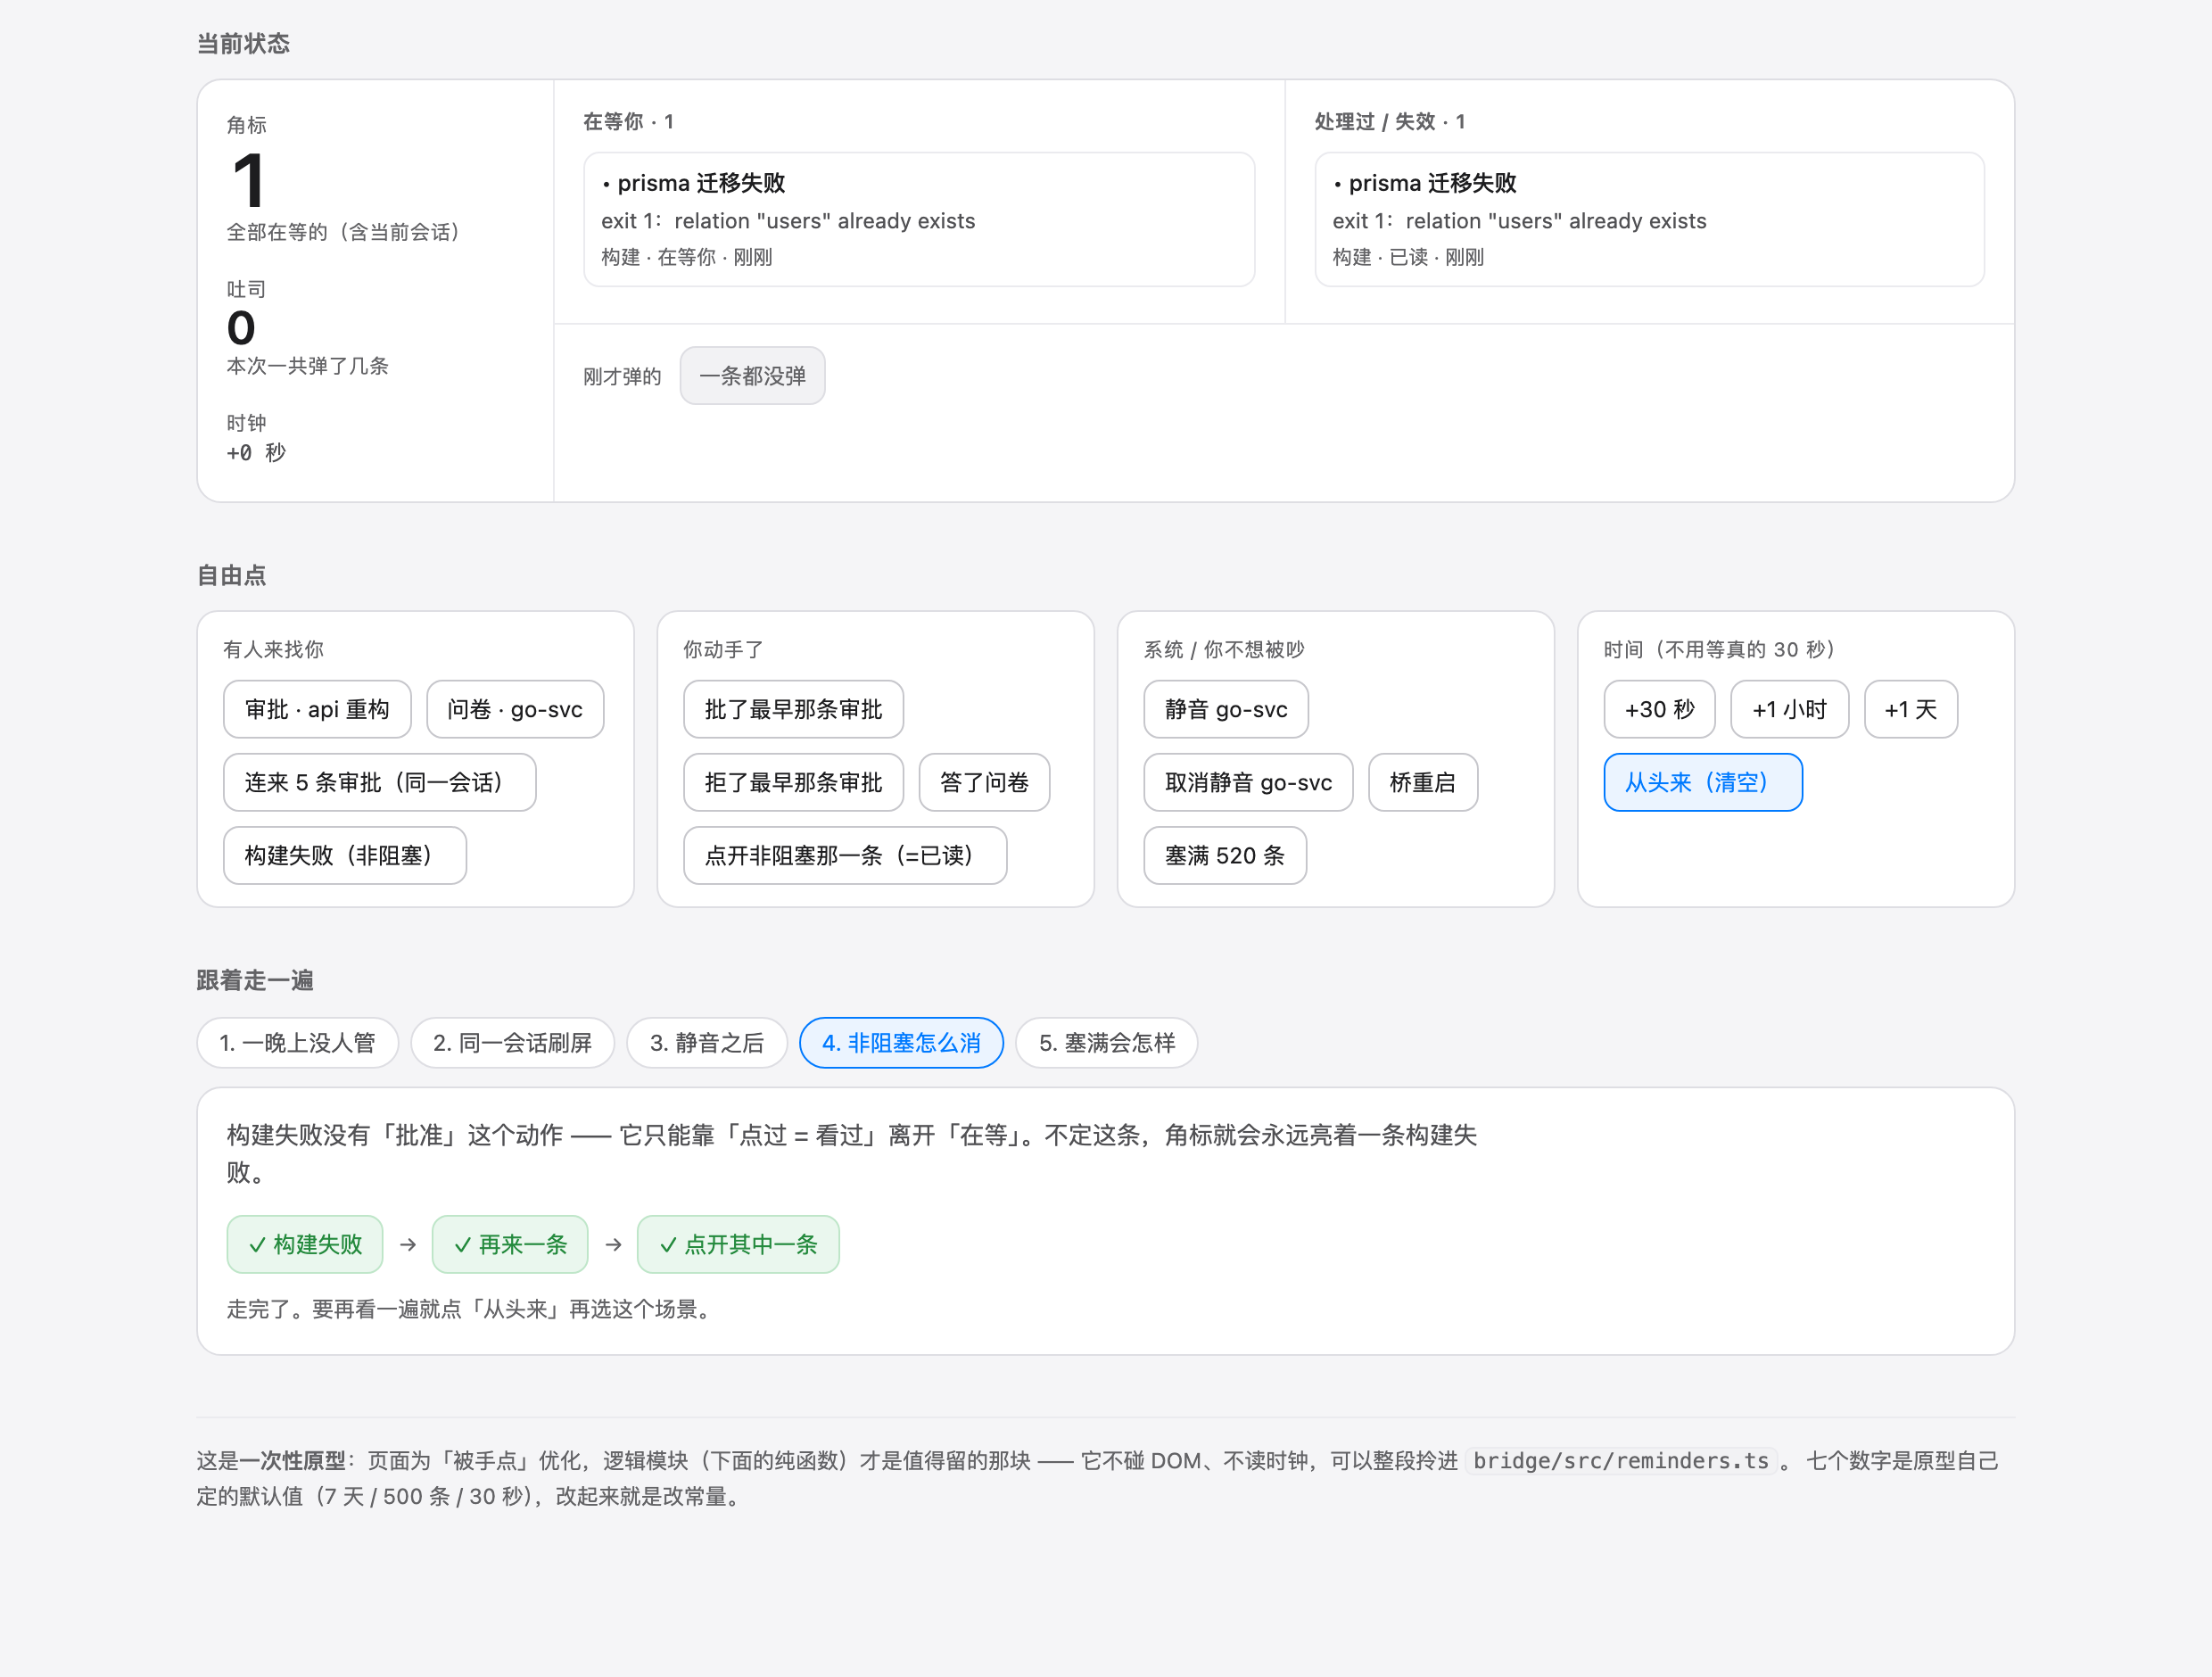 当前状态
角标
1
全部在等的（含当前会话）
吐司
0
本次一共弹了几条
时钟
+0 秒
在等你 · 1
• prisma 迁移失败
exit 1：relation "users" already exists
构建 · 在等你 · 刚刚
处理过 / 失效 · 1
• prisma 迁移失败
exit 1：relation "users" already exists
构建 · 已读 · 刚刚
刚才弹的 一条都没弹
自由点
有人来找你
审批 · api 重构 问卷 · go-svc
连来 5 条审批（同一会话）
构建失败（非阻塞）
你动手了
批了最早那条审批
拒了最早那条审批 答了问卷
点开非阻塞那一条（=已读）
系统 / 你不想被吵
静音 go-svc
取消静音 go-svc 桥重启
塞满 520 条
时间（不用等真的 30 秒）
+30 秒 +1 小时 +1 天
从头来（清空）
跟着走一遍
1. 一晚上没人管 2. 同一会话刷屏 3. 静音之后 4. 非阻塞怎么消 5. 塞满会怎样
构建失败没有「批准」这个动作 —— 它只能靠「点过 = 看过」离开「在等」。不定这条，角标就会永远亮着一条构建失
败。
✓ 构建失败 → ✓ 再来一条 → ✓ 点开其中一条
走完了。要再看一遍就点「从头来」再选这个场景。
这是一次性原型：页面为「被手点」优化，逻辑模块（下面的纯函数）才是值得留的那块 —— 它不碰 DOM、不读时钟，可以整段拎进 bridge/src/reminders.ts 。 七个数字是原型自己
定的默认值（7 天 / 500 条 / 30 秒），改起来就是改常量。